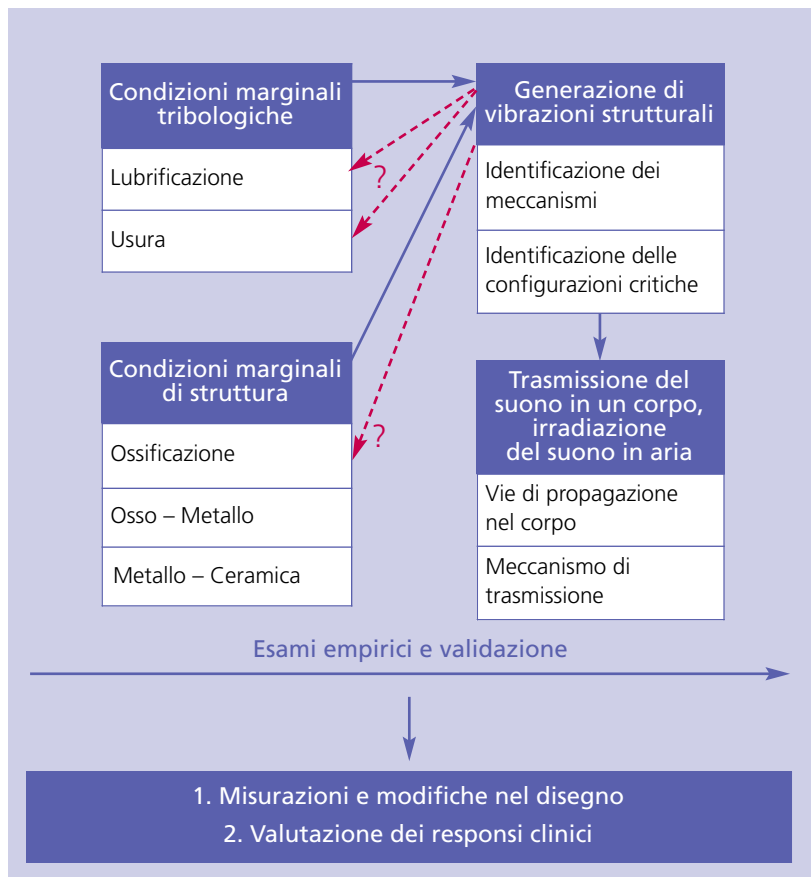 Condizioni marginali
tribologiche
Lubrificazione
Usura
?
Generazione di
vibrazioni strutturali
Identificazione dei
meccanismi
Identificazione delle
configurazioni critiche
Condizioni marginali
di struttura
Ossificazione
Osso – Metallo
Metallo – Ceramica
?
Trasmissione del
suono in un corpo,
irradiazione
del suono in aria
Vie di propagazione
nel corpo
Meccanismo di
trasmissione
Esami empirici e validazione
1. Misurazioni e modifiche nel disegno
2. Valutazione dei responsi clinici